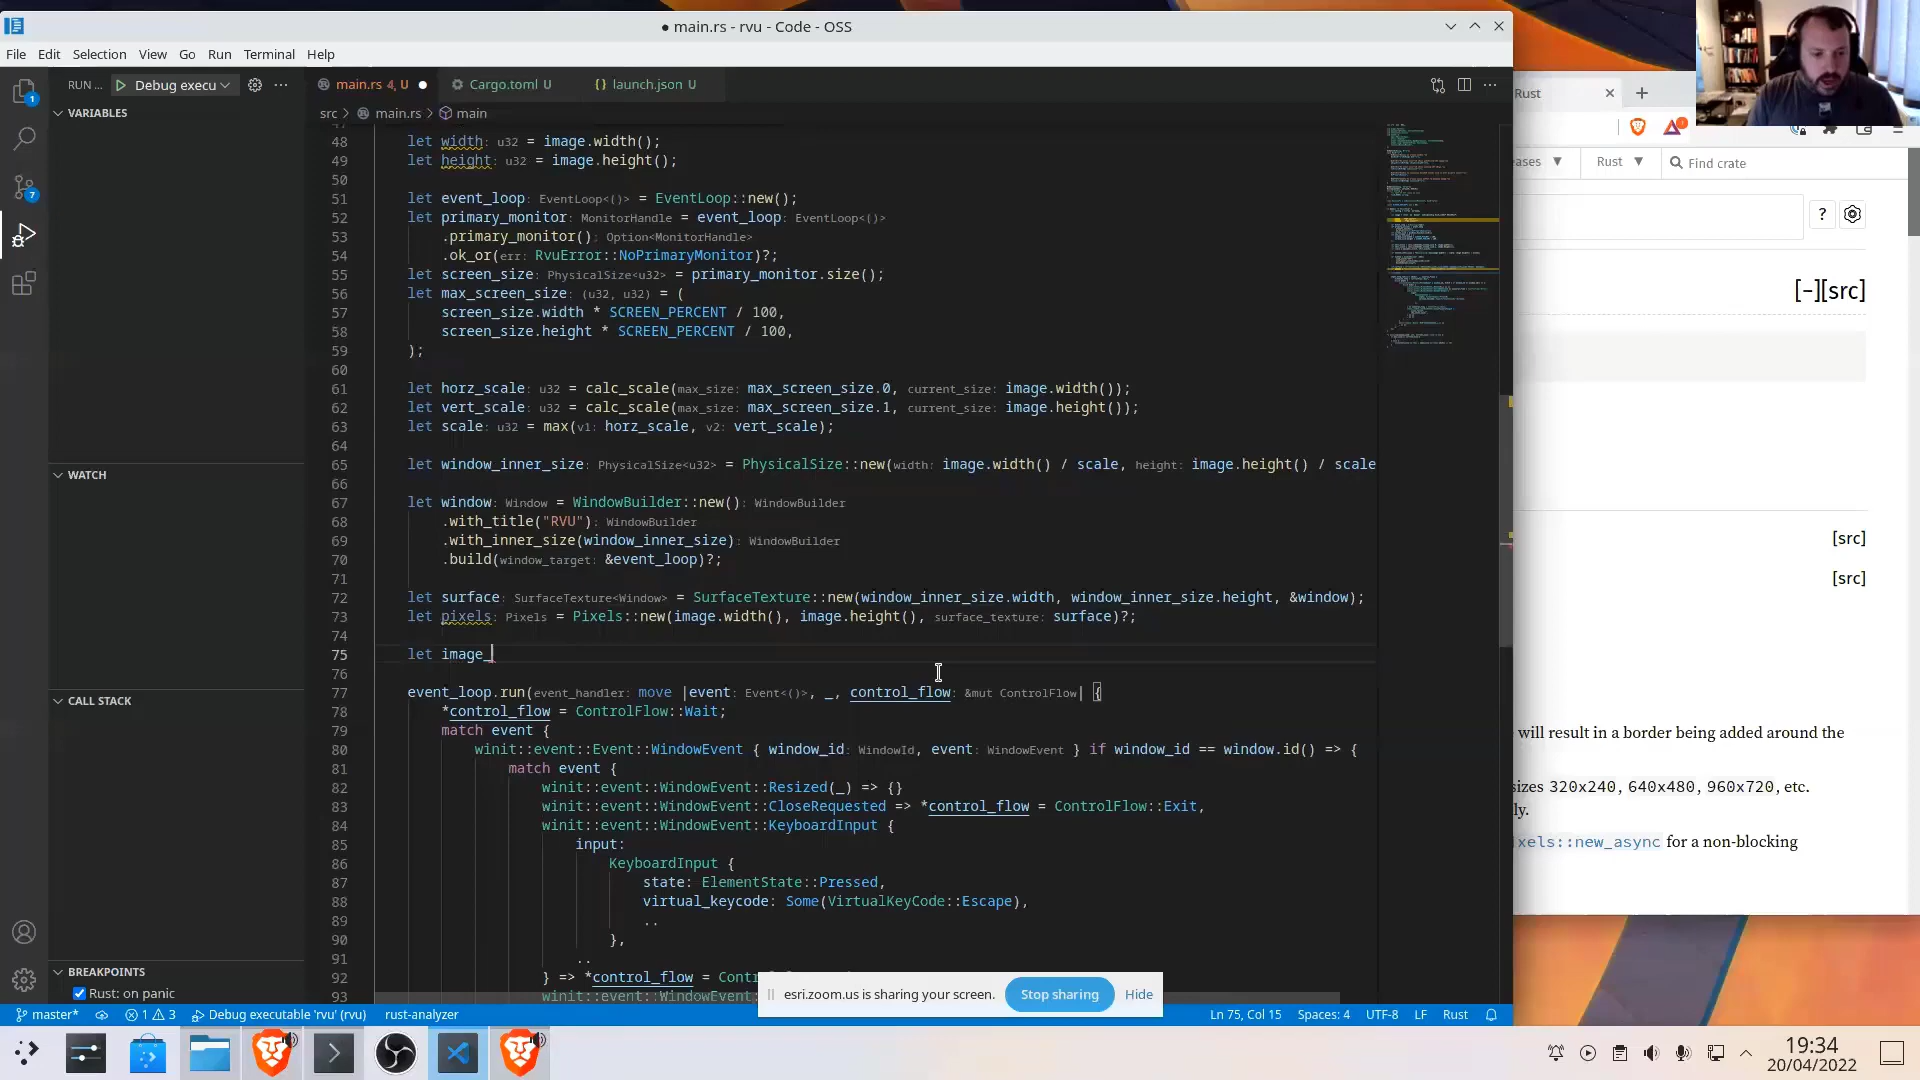 main.rs - rvu - Code - OSS
File Edit Selection View Go Run Terminal Help
RUN ... Debug execu
main.rs 4, U
Cargo.toml U
launch.json U
src > main.rs > main
VARIABLES
WATCH
CALL STACK
BREAKPOINTS
Rust: on panic
48 let width: u32 = image.width();
49 let height: u32 = image.height();
50
51 let event_loop: EventLoop<()> = EventLoop::new();
52 let primary_monitor: MonitorHandle = event_loop: EventLoop<()>
53 .primary_monitor(): Option<MonitorHandle>
54 .ok_or(err: RvuError::NoPrimaryMonitor)?;
55 let screen_size: PhysicalSize<u32> = primary_monitor.size();
56 let max_screen_size: (u32, u32) = (
57 screen_size.width * SCREEN_PERCENT / 100,
58 screen_size.height * SCREEN_PERCENT / 100,
59 );
60
61 let horz_scale: u32 = calc_scale(max_size: max_screen_size.0, current_size: image.width());
62 let vert_scale: u32 = calc_scale(max_size: max_screen_size.1, current_size: image.height());
63 let scale: u32 = max(v1: horz_scale, v2: vert_scale);
64
65 let window_inner_size: PhysicalSize<u32> = PhysicalSize::new(width: image.width() / scale, height: image.height() / scale
66
67 let window: Window = WindowBuilder::new(): WindowBuilder
68 .with_title("RVU"): WindowBuilder
69 .with_inner_size(window_inner_size): WindowBuilder
70 .build(window_target: &event_loop)?;
71
72 let surface: SurfaceTexture<Window> = SurfaceTexture::new(window_inner_size.width, window_inner_size.height, &window);
73 let pixels: Pixels = Pixels::new(image.width(), image.height(), surface_texture: surface)?;
74
75 let image_
76
77 event_loop.run(event_handler: move |event: Event<()>, _, control_flow: &mut ControlFlow| {
78 *control_flow = ControlFlow::Wait;
79 match event {
80 winit::event::Event::WindowEvent { window_id: WindowId, event: WindowEvent } if window_id == window.id() => {
81 match event {
82 winit::event::WindowEvent::Resized(_) => {}
83 winit::event::WindowEvent::CloseRequested => *control_flow = ControlFlow::Exit,
84 winit::event::WindowEvent::KeyboardInput {
85 input:
86 KeyboardInput {
87 state: ElementState::Pressed,
88 virtual_keycode: Some(VirtualKeyCode::Escape),
89 ..
90 },
91 ..
92 } => *control_flow = Contr
93 winit::event::WindowEvent
esri.zoom.us is sharing your screen. Stop sharing Hide
master* 1 3 Debug executable 'rvu' (rvu) rust-analyzer
Ln 75, Col 15 Spaces: 4 UTF-8 LF Rust
Rust
Rust Find crate
?
[-][src]
[src]
[src]
will result in a border being added around the
sizes 320x240, 640x480, 960x720, etc.
ixels::new_async for a non-blocking
1
7
19:34
20/04/2022